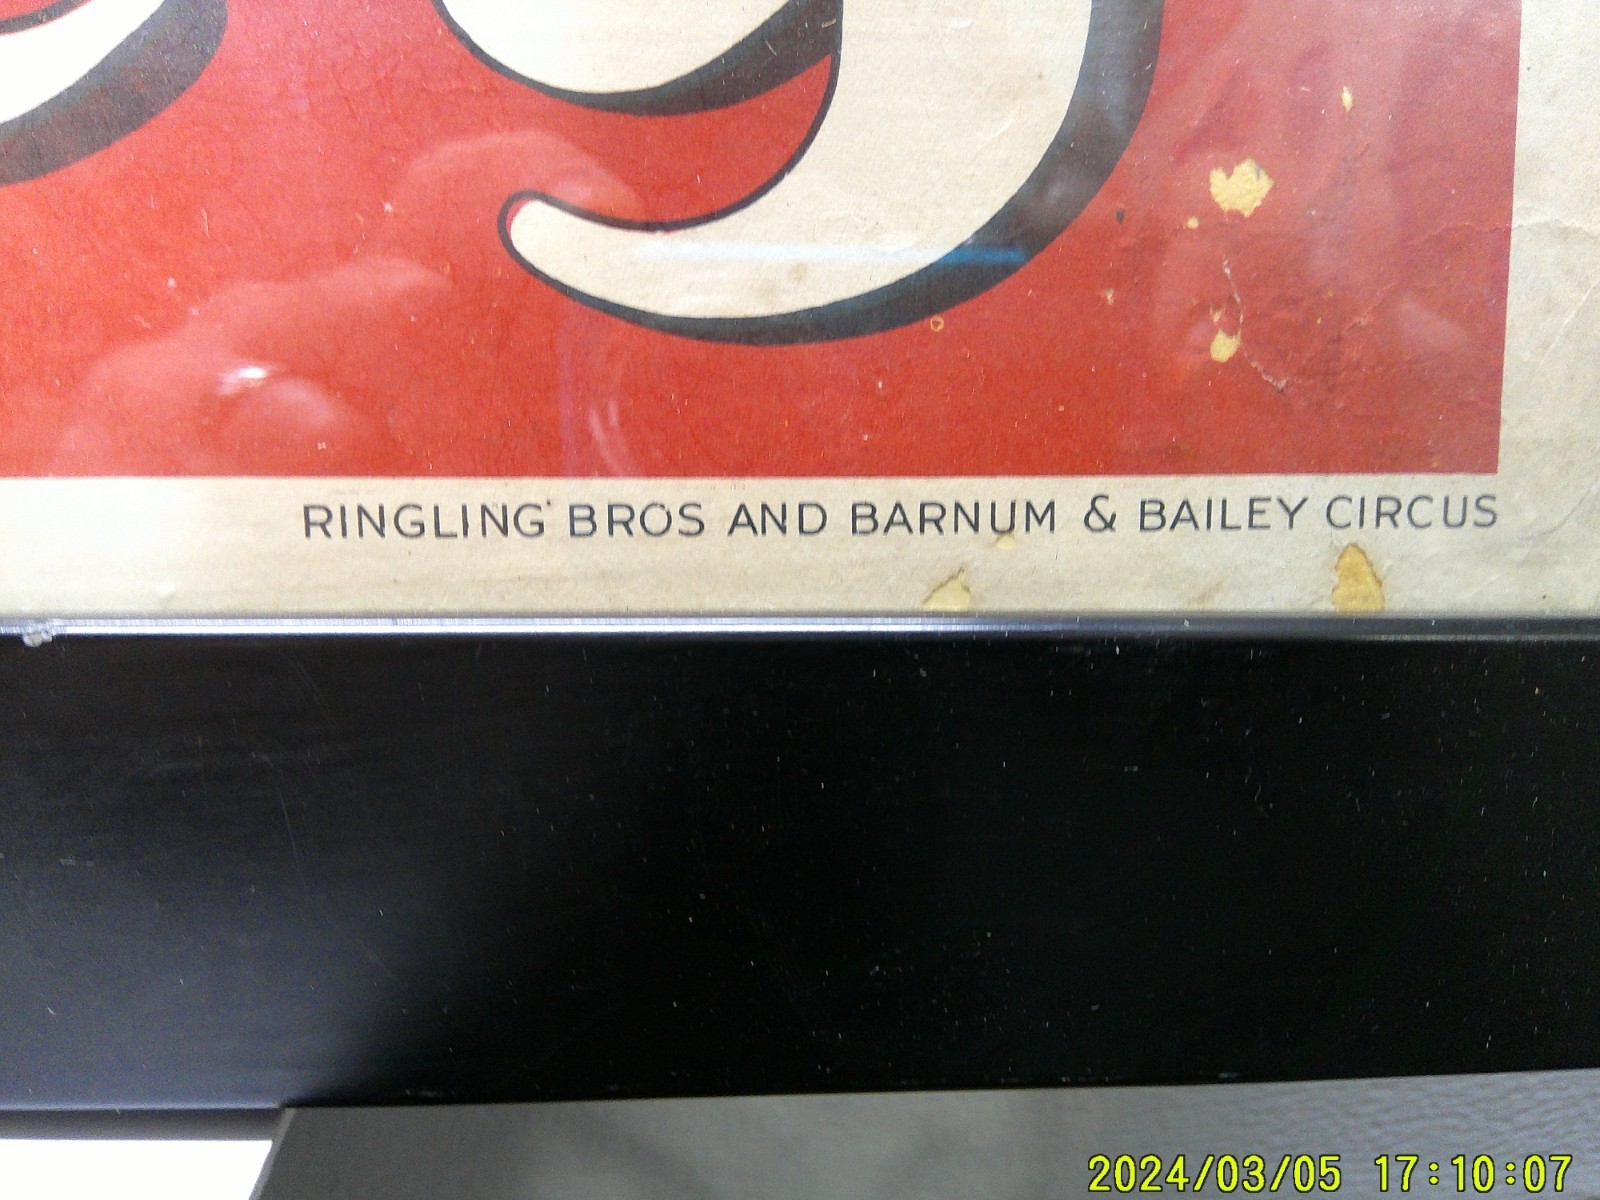 RINGLING BROS AND BARNUM & BAILEY CIRCUS
2024/03/05 17:10:07